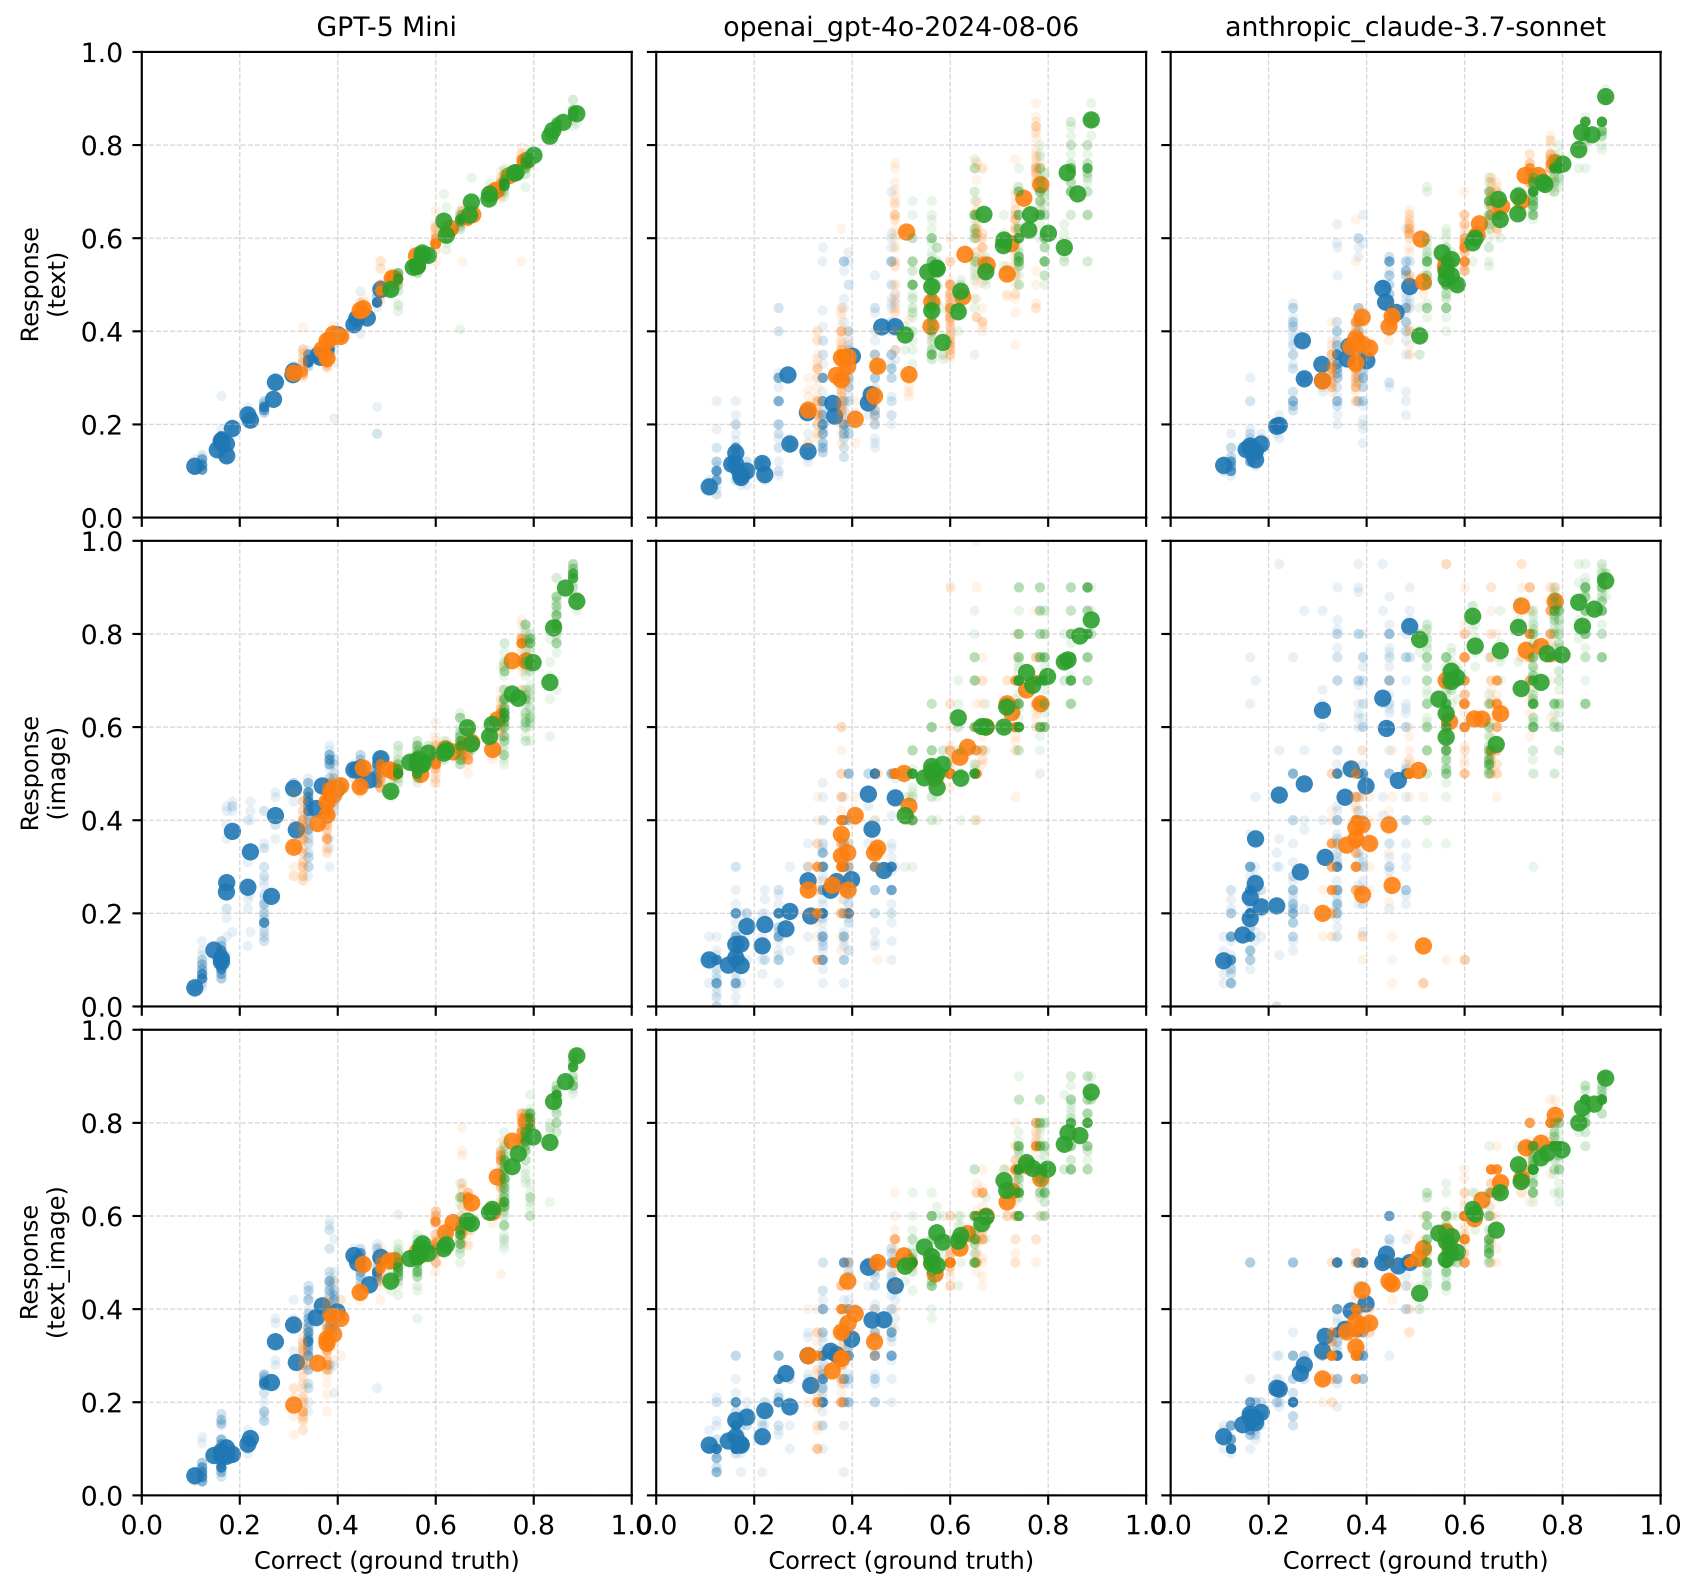 GPT-5 Mini openai_gpt-4o-2024-08-06 anthropic_claude-3.7-sonnet
1.0
0.8
0.6
0.4
0.2
0.0
Response
(text)
1.0
0.8
0.6
0.4
0.2
0.0
Response
(image)
1.0
0.8
0.6
0.4
0.2
0.0
Response
(text_image)
0.0 0.2 0.4 0.6 0.8 1.0 0.0 0.2 0.4 0.6 0.8 1.0 0.0 0.2 0.4 0.6 0.8 1.0
Correct (ground truth) Correct (ground truth) Correct (ground truth)